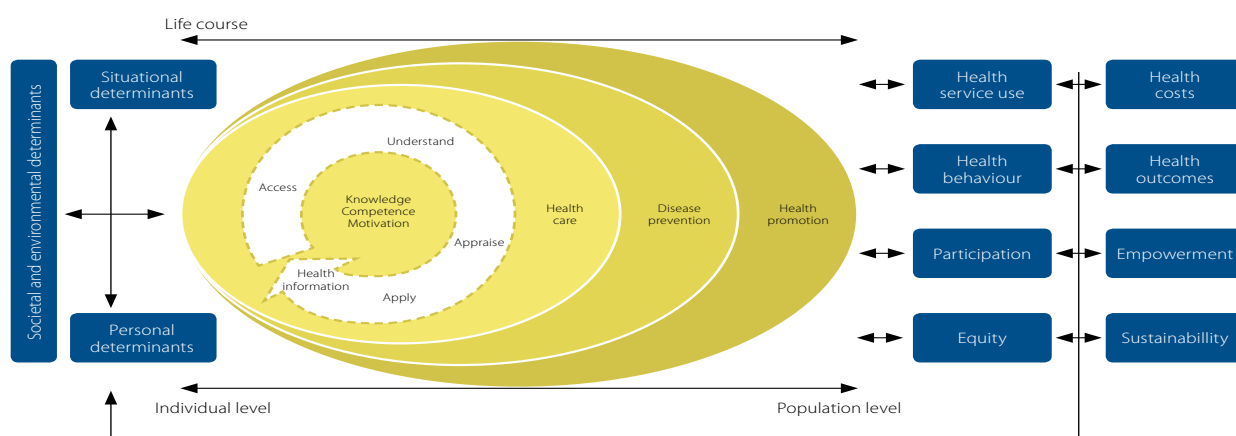 Life course
Societal and environmental determinants
Situational
determinants
Personal
determinants
Understand
Access
Knowledge
Competence
Motivation
Appraise
Health
information
Apply
Health
care
Disease
prevention
Health
promotion
Individual level
Population level
Health
service use
Health
costs
Health
behaviour
Health
outcomes
Participation
Empowerment
Equity
Sustainabillity